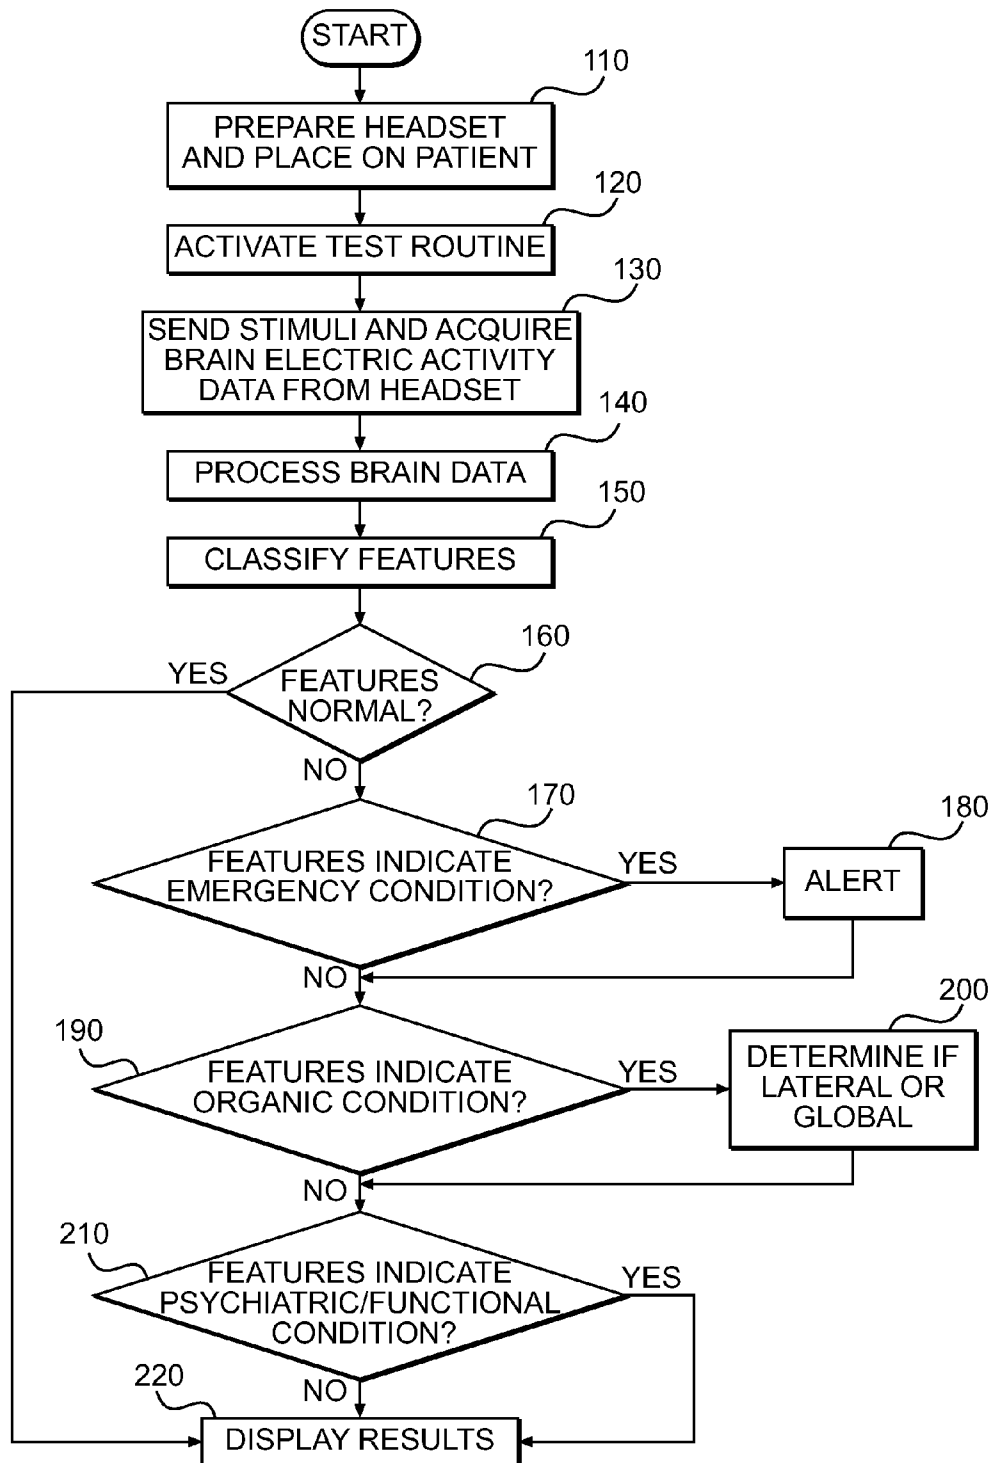 START
110
PREPARE HEADSET
AND PLACE ON PATIENT
120
ACTIVATE TEST ROUTINE
130
SEND STIMULI AND ACQUIRE
BRAIN ELECTRIC ACTIVITY
DATA FROM HEADSET
140
PROCESS BRAIN DATA
150
CLASSIFY FEATURES
160
YES
FEATURES
NORMAL?
NO
170
FEATURES INDICATE
EMERGENCY CONDITION?
YES
180
ALERT
NO
190
FEATURES INDICATE
ORGANIC CONDITION?
YES
200
DETERMINE IF
LATERAL OR
GLOBAL
NO
210
FEATURES INDICATE
PSYCHIATRIC/FUNCTIONAL
CONDITION?
YES
NO
220
DISPLAY RESULTS